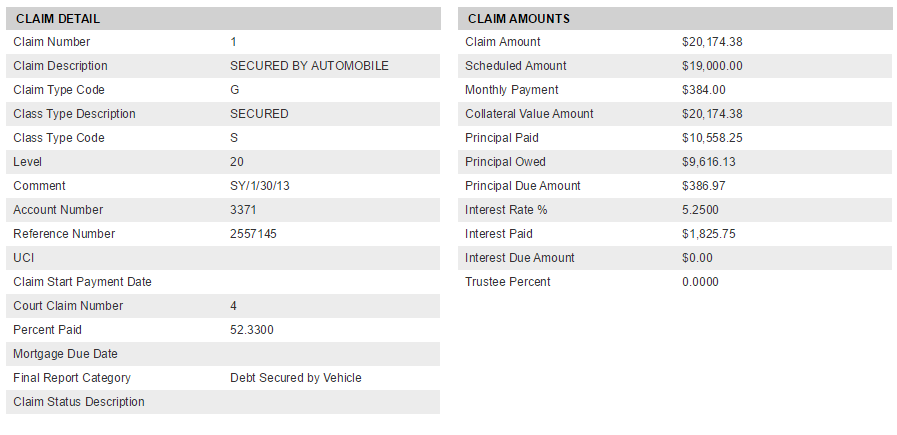 CLAIM DETAIL
Claim Number 1
Claim Description SECURED BY AUTOMOBILE
Claim Type Code G
Class Type Description SECURED
Class Type Code S
Level 20
Comment SY/1/30/13
Account Number 3371
Reference Number 2557145
UCI
Claim Start Payment Date
Court Claim Number 4
Percent Paid 52.3300
Mortgage Due Date
Final Report Category Debt Secured by Vehicle
Claim Status Description
CLAIM AMOUNTS
Claim Amount $20,174.38
Scheduled Amount $19,000.00
Monthly Payment $384.00
Collateral Value Amount $20,174.38
Principal Paid $10,558.25
Principal Owed $9,616.13
Principal Due Amount $386.97
Interest Rate % 5.2500
Interest Paid $1,825.75
Interest Due Amount $0.00
Trustee Percent 0.0000